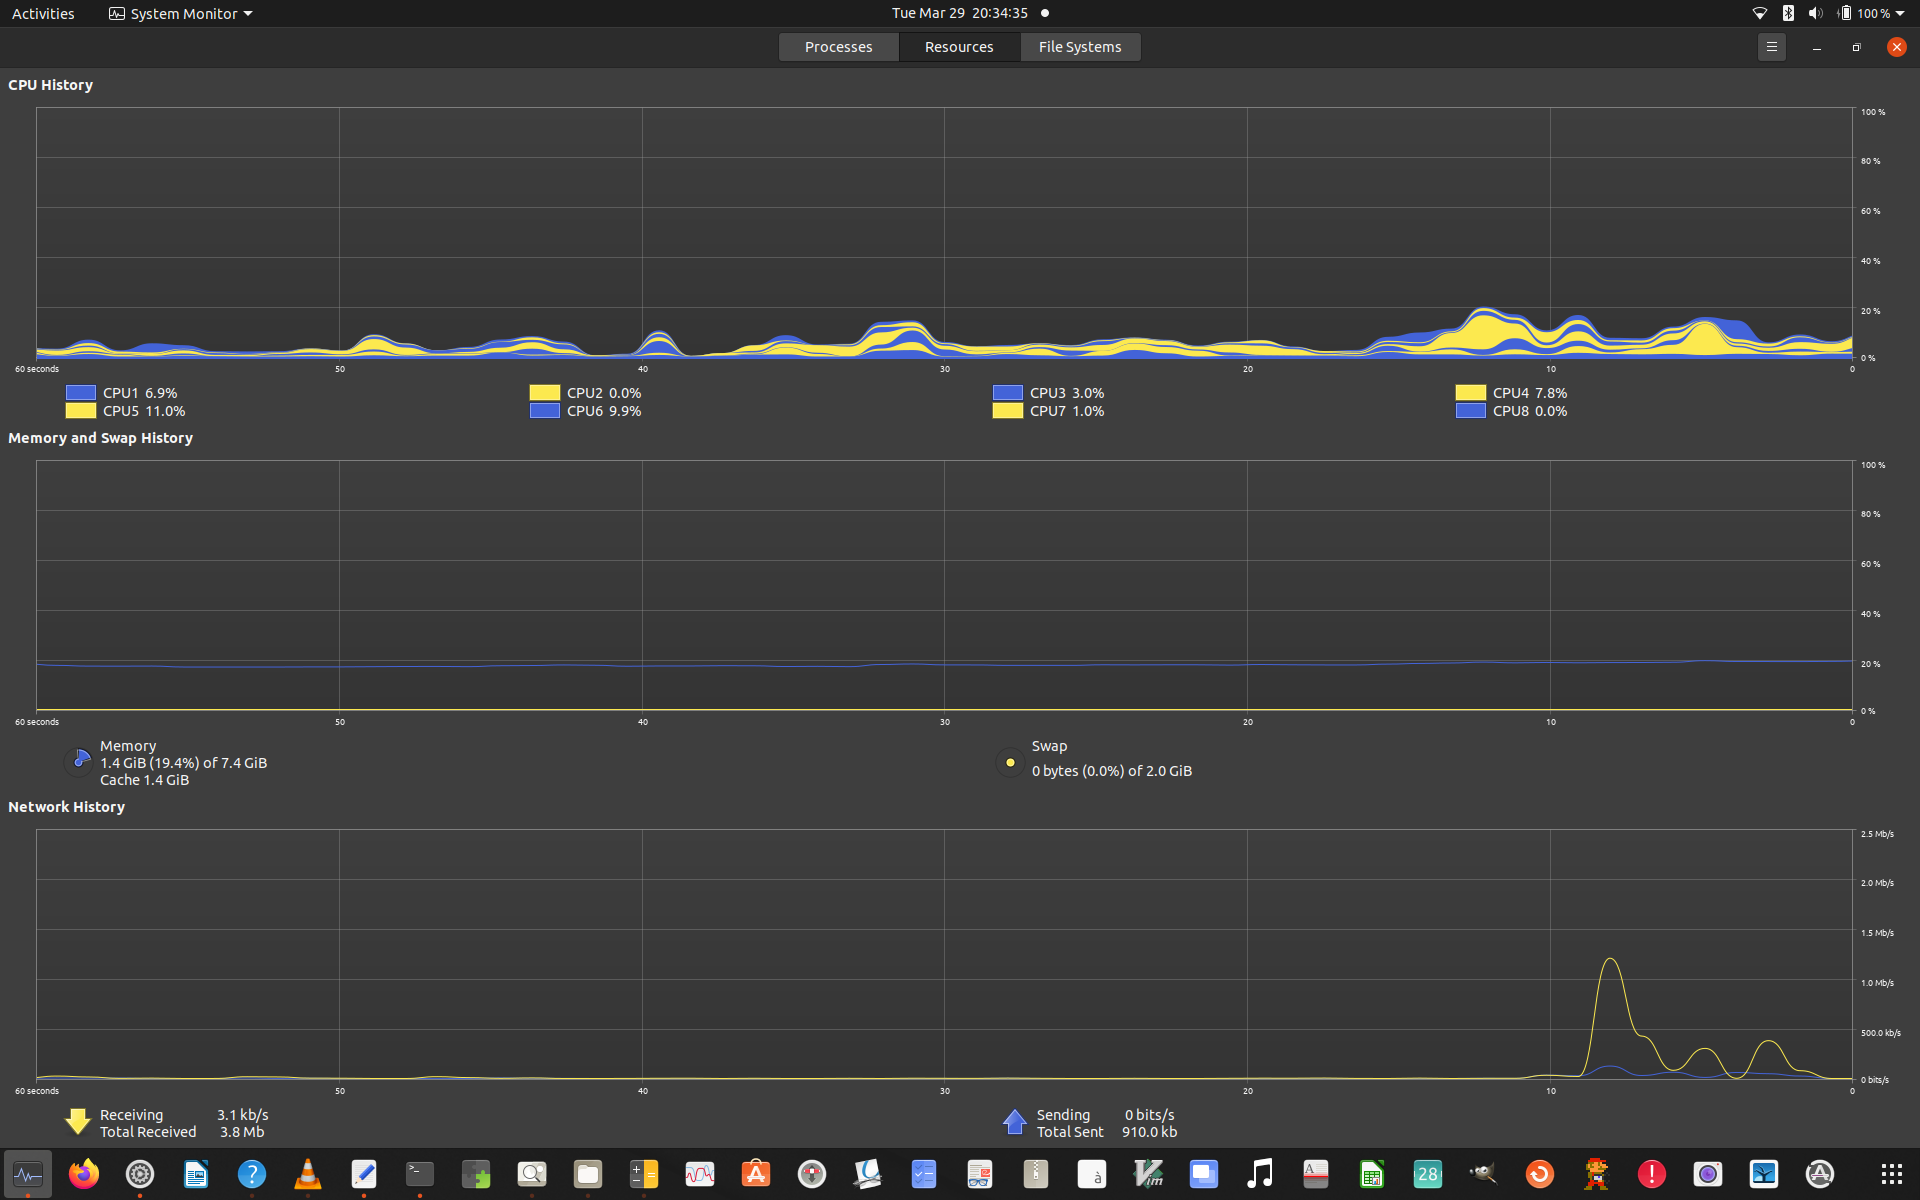 Activities System Monitor Tue Mar 29 20:34:35 100 %
Processes Resources File Systems
CPU History
100 %
80 %
60 %
40 %
20 %
0 %
60 seconds 50 40 30 20 10 0
CPU1 6.9% CPU2 0.0% CPU3 3.0% CPU4 7.8%
CPU5 11.0% CPU6 9.9% CPU7 1.0% CPU8 0.0%
Memory and Swap History
100 %
80 %
60 %
40 %
20 %
0 %
60 seconds 50 40 30 20 10 0
Memory Swap
1.4 GiB (19.4%) of 7.4 GiB 0 bytes (0.0%) of 2.0 GiB
Cache 1.4 GiB
Network History
2.5 Mb/s
2.0 Mb/s
1.5 Mb/s
1.0 Mb/s
500.0 kb/s
0 bits/s
60 seconds 50 40 30 20 10 0
Receiving 3.1 kb/s Sending 0 bits/s
Total Received 3.8 Mb Total Sent 910.0 kb
? >_ à Vim A 28 !